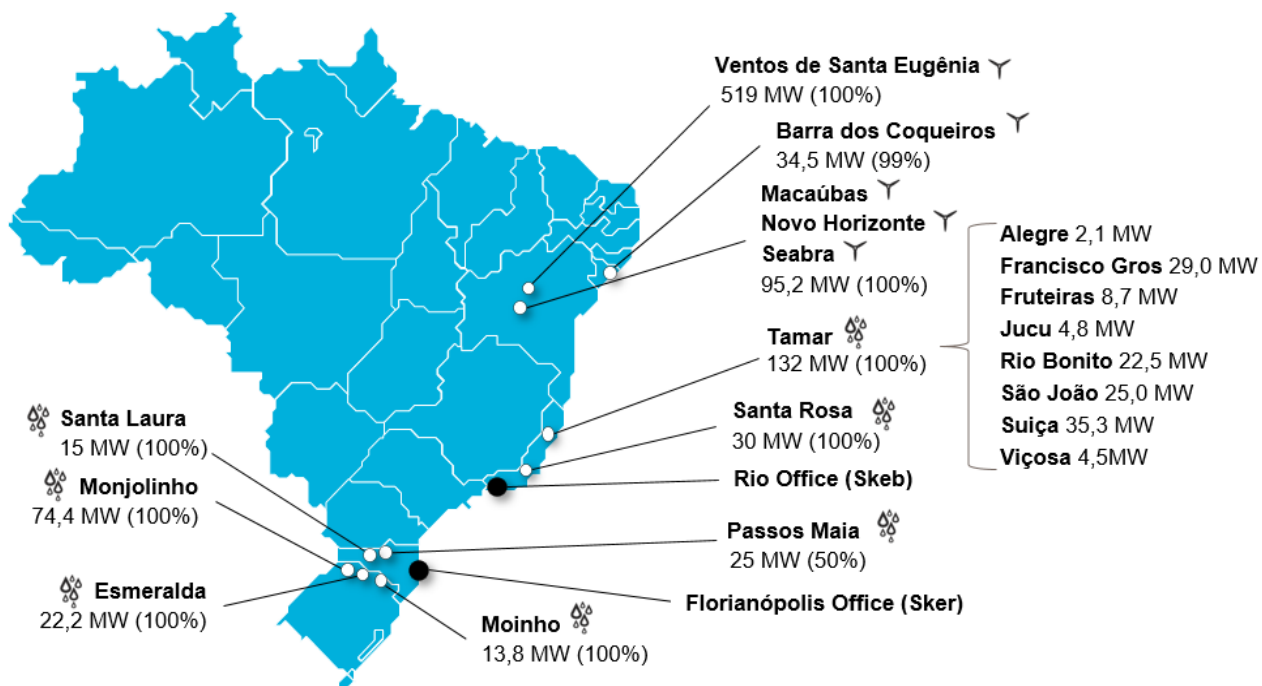 Ventos de Santa Eugênia
519 MW (100%)
Barra dos Coqueiros
34,5 MW (99%)
Macaúbas
Novo Horizonte
Seabra
95,2 MW (100%)
Tamar
132 MW (100%)
Alegre 2,1 MW
Francisco Gros 29,0 MW
Fruteiras 8,7 MW
Jucu 4,8 MW
Rio Bonito 22,5 MW
São João 25,0 MW
Suiça 35,3 MW
Viçosa 4,5MW
Santa Rosa
30 MW (100%)
Rio Office (Skeb)
Passos Maia
25 MW (50%)
Florianópolis Office (Sker)
Santa Laura
15 MW (100%)
Monjolinho
74,4 MW (100%)
Esmeralda
22,2 MW (100%)
Moinho
13,8 MW (100%)